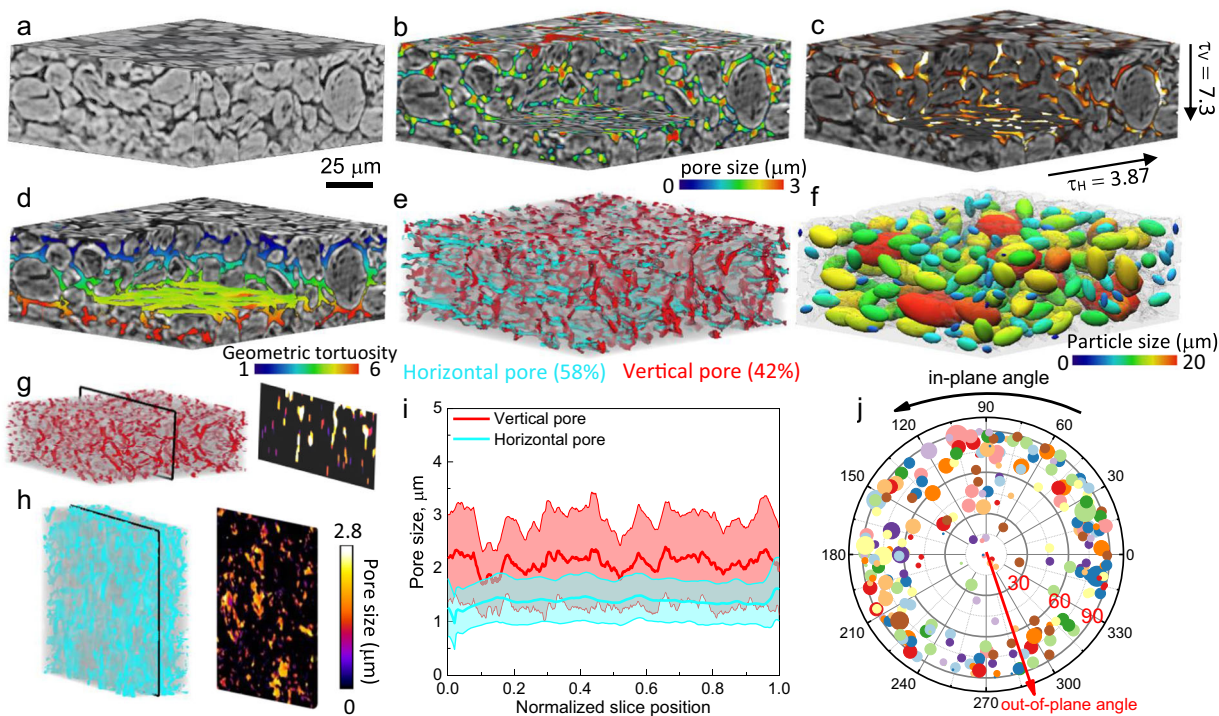 a
b
c
τV = 7.3
25 μm
pore size (μm)
0 3
τH = 3.87
d
e
f
Geometric tortuosity
1 6
Horizontal pore (58%) Vertical pore (42%)
Particle size (μm)
0 20
g
h
2.8
Pore size (μm)
0
i
Vertical pore
Horizontal pore
5
4
3
2
1
0
Pore size, μm
0.0 0.2 0.4 0.6 0.8 1.0
Normalized slice position
j
in-plane angle
90
120 60
150 30
180 0
210 330
240 300
270
30
60
90
out-of-plane angle